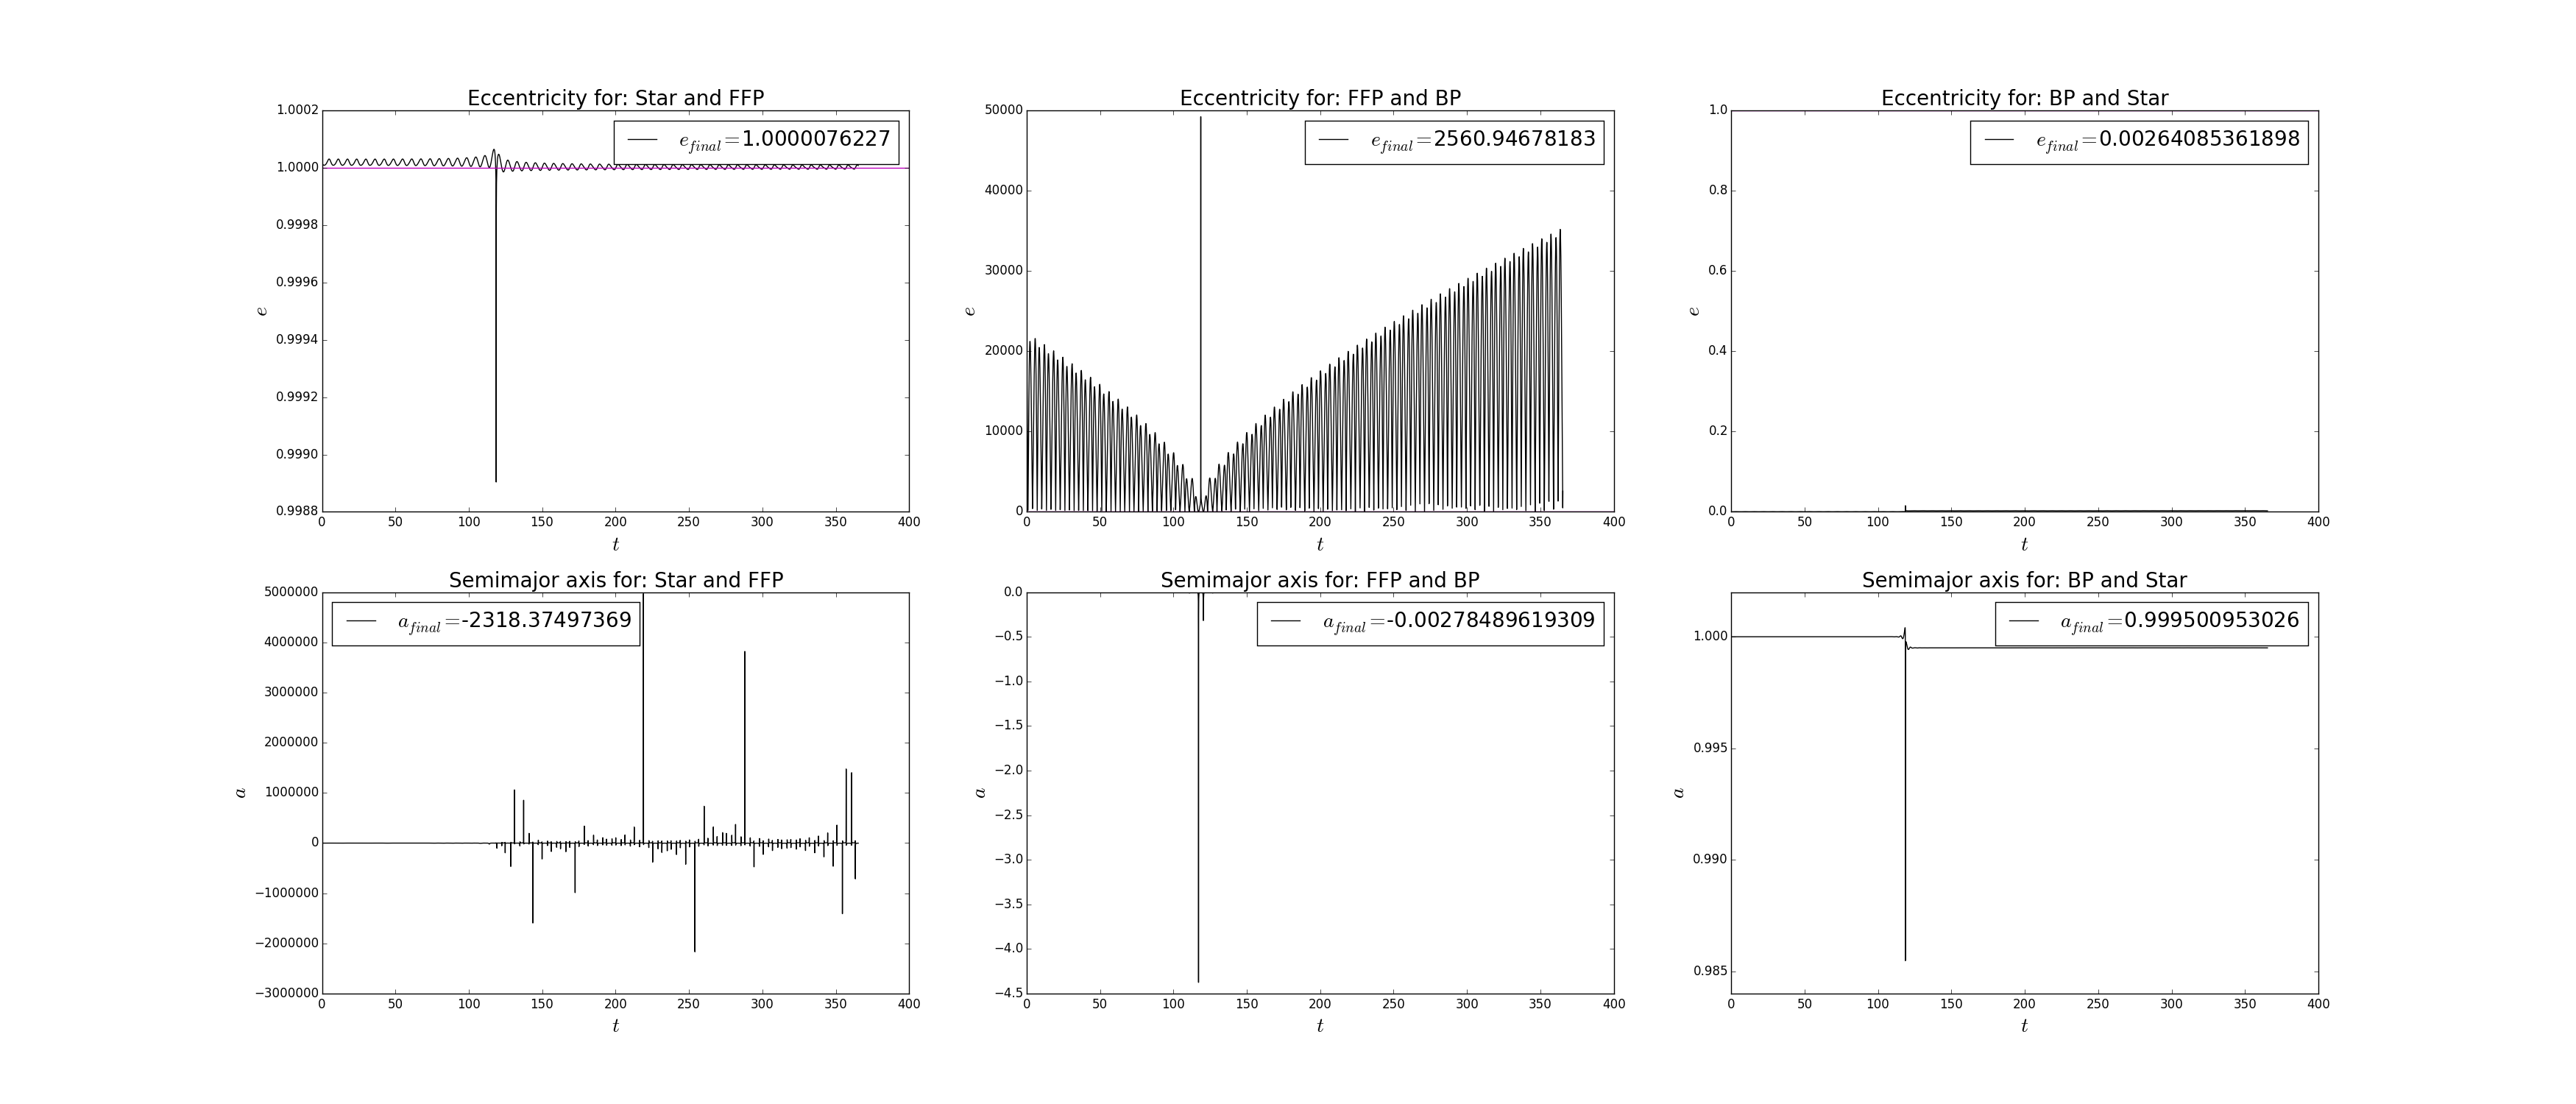 Eccentricity for: Star and FFP
1.0002
1.0000
0.9998
0.9996
0.9994
0.9992
0.9990
0.9988
e
e_final=1.0000076227
0 50 100 150 200 250 300 350 400
t
Eccentricity for: FFP and BP
50000
40000
30000
20000
10000
0
e
e_final=2560.94678183
0 50 100 150 200 250 300 350 400
t
Eccentricity for: BP and Star
1.0
0.8
0.6
0.4
0.2
0.0
e
e_final=0.00264085361898
0 50 100 150 200 250 300 350 400
t
Semimajor axis for: Star and FFP
5000000
4000000
3000000
2000000
1000000
0
−1000000
−2000000
−3000000
a
a_final=-2318.37497369
0 50 100 150 200 250 300 350 400
t
Semimajor axis for: FFP and BP
0.0
−0.5
−1.0
−1.5
−2.0
−2.5
−3.0
−3.5
−4.0
−4.5
a
a_final=-0.00278489619309
0 50 100 150 200 250 300 350 400
t
Semimajor axis for: BP and Star
1.000
0.995
0.990
0.985
a
a_final=0.999500953026
0 50 100 150 200 250 300 350 400
t